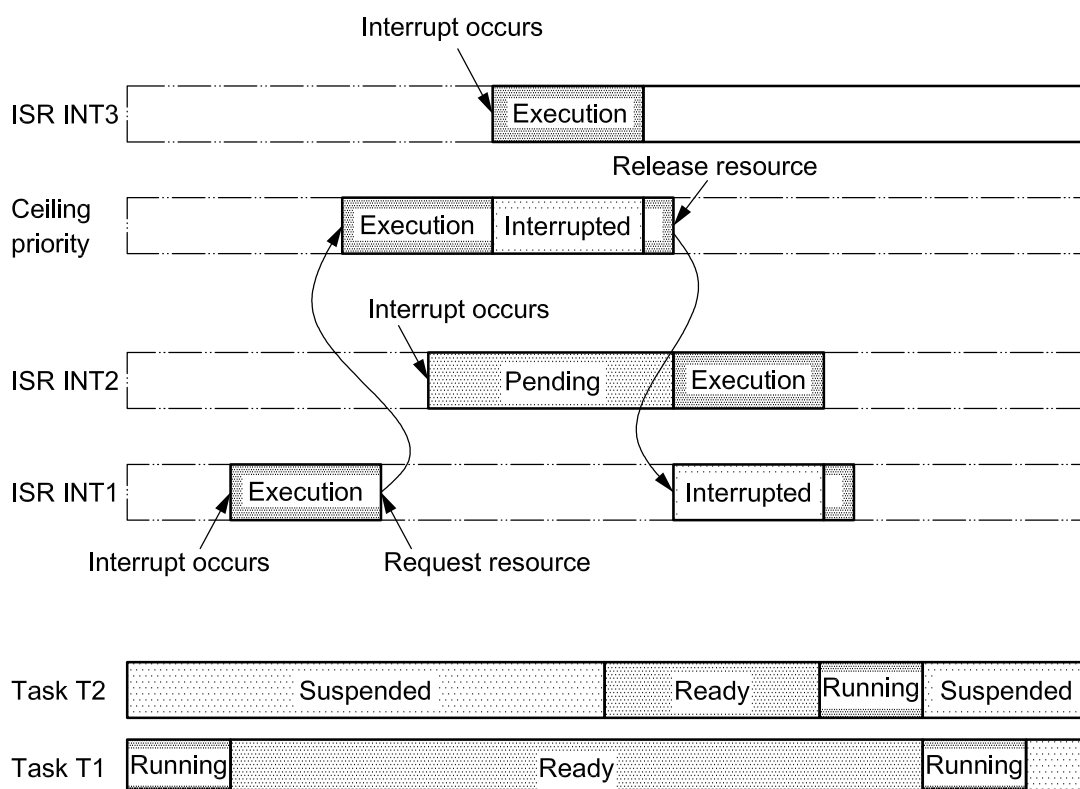 Interrupt occurs
ISR INT3
Execution
Release resource
Ceiling
priority
Execution
Interrupted
Interrupt occurs
ISR INT2
Pending
Execution
ISR INT1
Execution
Interrupted
Interrupt occurs
Request resource
Task T2
Suspended
Ready
Running
Suspended
Task T1
Running
Ready
Running